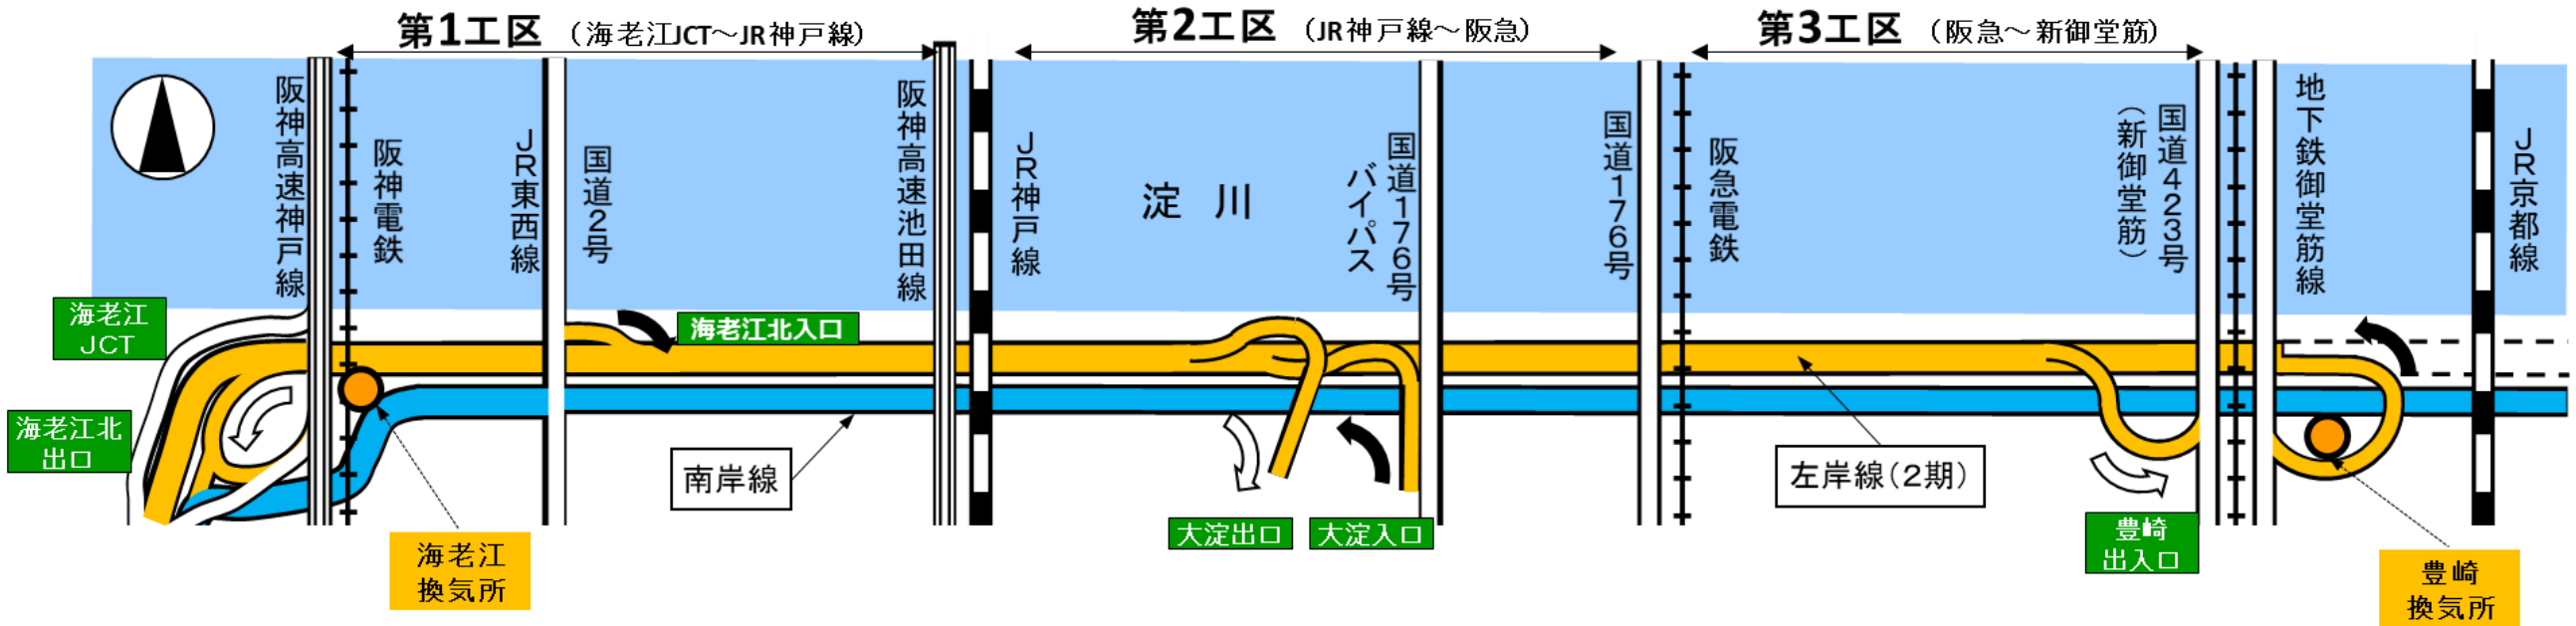 第1工区 (海老江JCT～JR神戸線)
第2工区 (JR神戸線～阪急)
第3工区 (阪急～新御堂筋)
阪神高速神戸線
阪神電鉄
JR東西線
国道2号
阪神高速池田線
JR神戸線
淀川
国道176号
バイパス
国道176号
阪急電鉄
国道423号
(新御堂筋)
地下鉄御堂筋線
JR京都線
海老江
JCT
海老江北入口
海老江北
出口
南岸線
左岸線(2期)
大淀出口
大淀入口
豊崎
出入口
海老江
換気所
豊崎
換気所